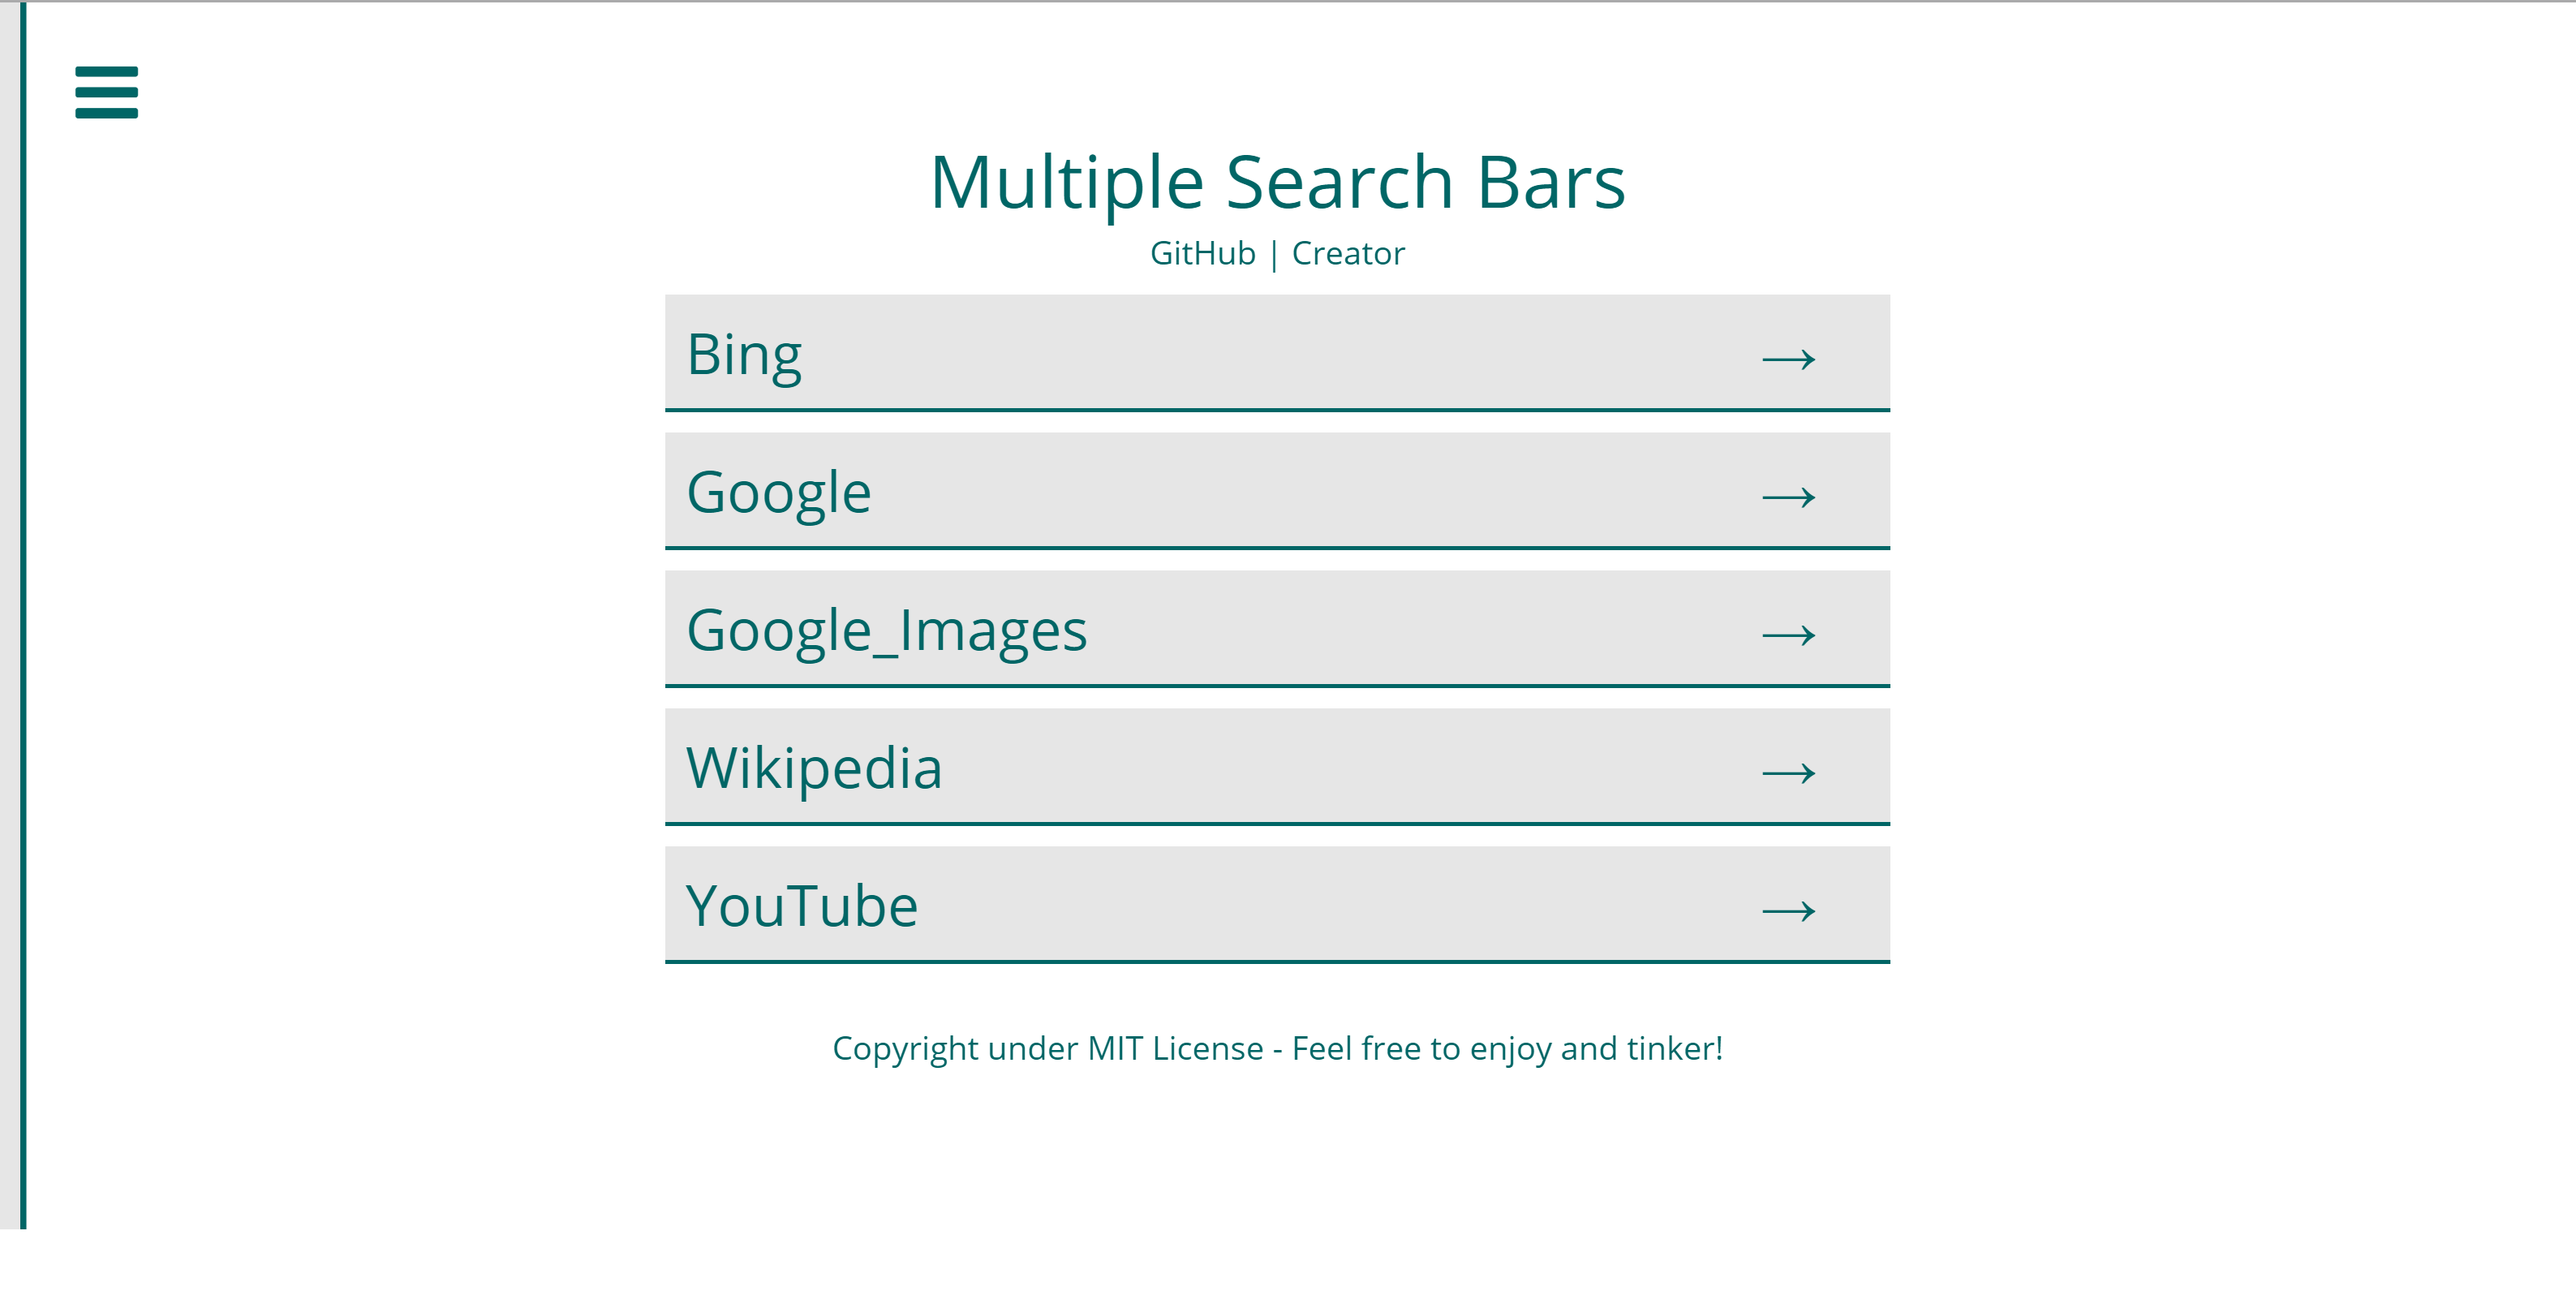 Multiple Search Bars
GitHub | Creator
Bing →
Google →
Google_Images →
Wikipedia →
YouTube →
Copyright under MIT License - Feel free to enjoy and tinker!